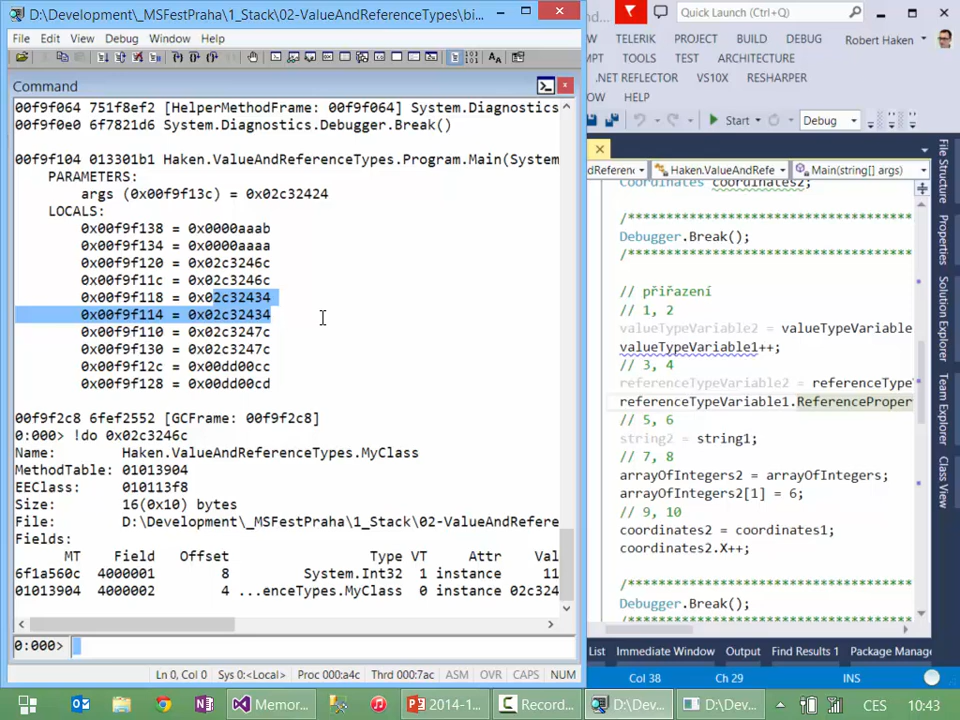 D:\Development\_MSFestPraha\1_Stack\02-ValueAndReferenceTypes\bi...
File Edit View Debug Window Help
Command
00f9f064 751f8ef2 [HelperMethodFrame: 00f9f064] System.Diagnostics
00f9f0e0 6f7821d6 System.Diagnostics.Debugger.Break()
00f9f104 013301b1 Haken.ValueAndReferenceTypes.Program.Main(System
PARAMETERS:
args (0x00f9f13c) = 0x02c32424
LOCALS:
0x00f9f138 = 0x0000aaab
0x00f9f134 = 0x0000aaaa
0x00f9f120 = 0x02c3246c
0x00f9f11c = 0x02c3246c
0x00f9f118 = 0x02c32434
0x00f9f114 = 0x02c32434
0x00f9f110 = 0x02c3247c
0x00f9f130 = 0x02c3247c
0x00f9f12c = 0x00dd00cc
0x00f9f128 = 0x00dd00cd
00f9f2c8 6fef2552 [GCFrame: 00f9f2c8]
0:000> !do 0x02c3246c
Name: Haken.ValueAndReferenceTypes.MyClass
MethodTable: 01013904
EEClass: 010113f8
Size: 16(0x10) bytes
File: D:\Development\_MSFestPraha\1_Stack\02-ValueAndRefere
Fields:
MT Field Offset Type VT Attr Val
6f1a560c 4000001 8 System.Int32 1 instance 11
01013904 4000002 4 ...enceTypes.MyClass 0 instance 02c324
0:000>
Ln 0, Col 0 Sys 0:<Local> Proc 000:a4c Thrd 000:7ac ASM OVR CAPS NUM
Quick Launch (Ctrl+Q)
TELERIK PROJECT BUILD DEBUG Robert Haken
TOOLS TEST ARCHITECTURE
.NET REFLECTOR VS10X RESHARPER
HELP
Start Debug
Haken.ValueAndRefe Main(string[] args)
Coordinates coordinates2;
/************************************
Debugger.Break();
/************************************
// přiřazení
// 1, 2
valueTypeVariable2 = valueTypeVariable
valueTypeVariable1++;
// 3, 4
referenceTypeVariable2 = referenceType
referenceTypeVariable1.ReferenceProper
// 5, 6
string2 = string1;
// 7, 8
arrayOfIntegers2 = arrayOfIntegers;
arrayOfIntegers2[1] = 6;
// 9, 10
coordinates2 = coordinates1;
coordinates2.X++;
/************************************
Debugger.Break();
/************************************
File Structure
Properties
Solution Explorer
Team Explorer
Class View
List Immediate Window Output Find Results 1 Package Manage
Col 38 Ch 29 INS
Memor... 2014-1... Record... D:\Dev... D:\Dev... CES 10:43